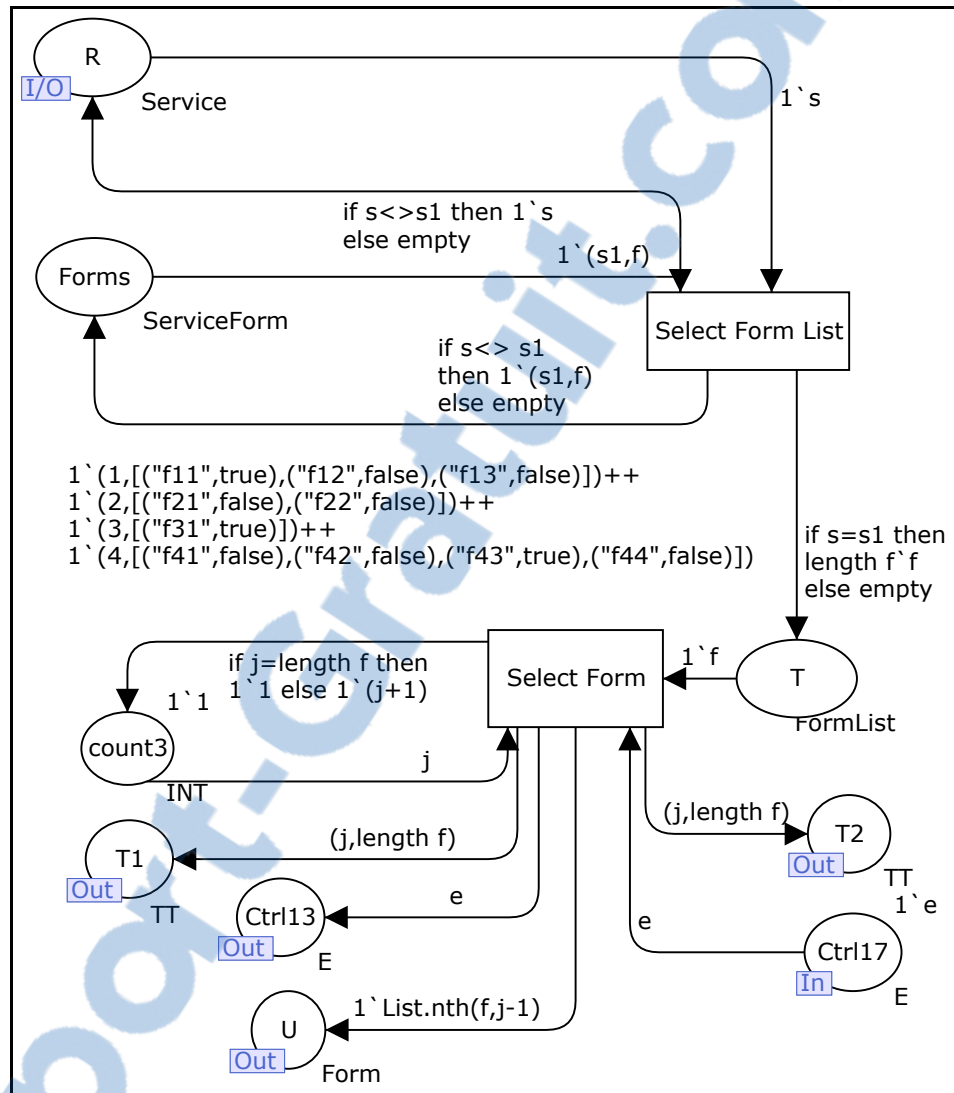 R
I/O
Service
1`s
if s<>s1 then 1`s
else empty
1`(s1,f)
Forms
ServiceForm
Select Form List
if s<> s1
then 1`(s1,f)
else empty
1`(1,[("f11",true),("f12",false),("f13",false)])++
1`(2,[("f21",false),("f22",false)])++
1`(3,[("f31",true)])++
1`(4,[("f41",false),("f42",false),("f43",true),("f44",false)])
if s=s1 then
length f`f
else empty
if j=length f then
1`1 else 1`(j+1)
Select Form
1`f
T
FormList
1`1
count3
INT
j
(j,length f)
T1
Out
TT
(j,length f)
T2
Out
TT
1`e
e
Ctrl13
Out
E
e
Ctrl17
In
E
1`List.nth(f,j-1)
U
Out
Form
port-Gratuit.co